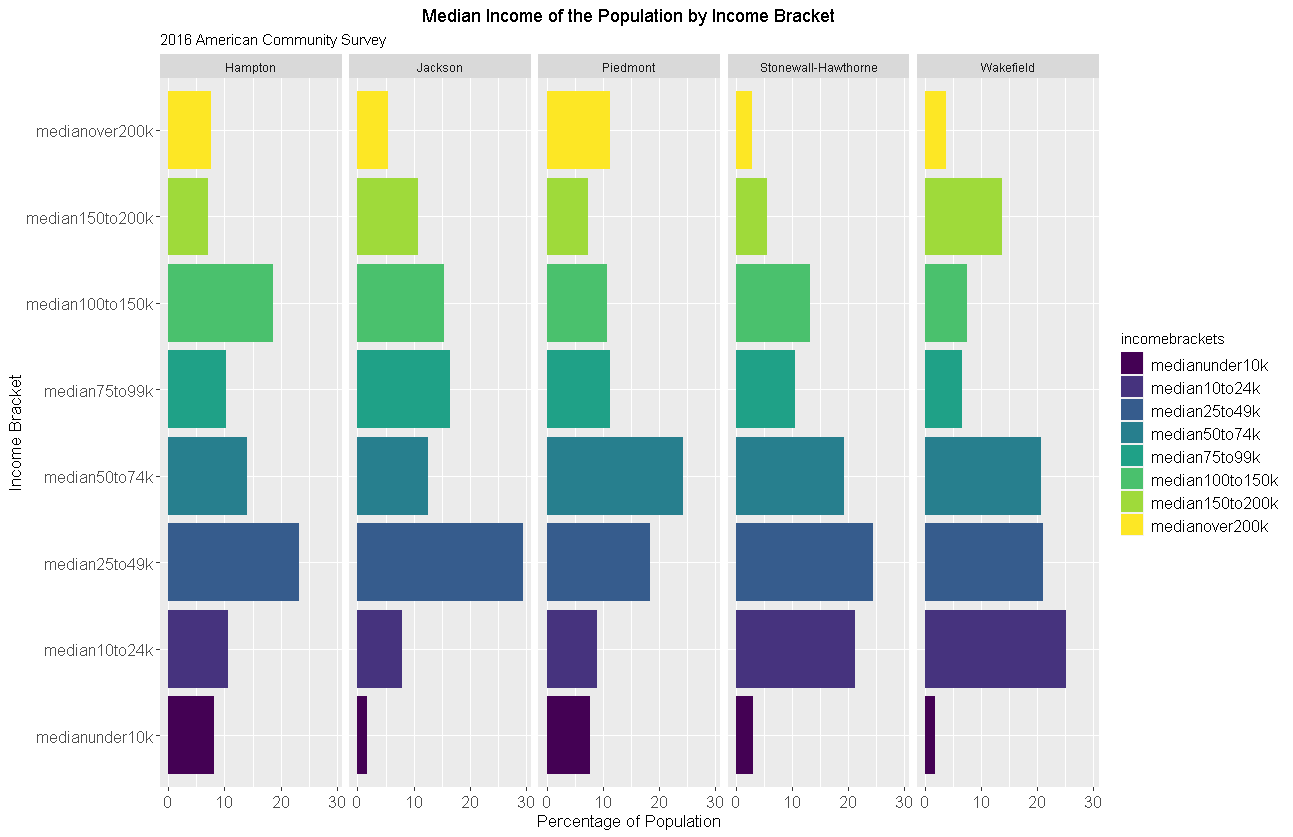 Median Income of the Population by Income Bracket
2016 American Community Survey
Hampton
Jackson
Piedmont
Stonewall-Hawthorne
Wakefield
medianover200k
median150to200k
median100to150k
median75to99k
median50to74k
median25to49k
median10to24k
medianunder10k
Income Bracket
0 10 20 30
0 10 20 30
0 10 20 30
0 10 20 30
0 10 20 30
Percentage of Population
incomebrackets
medianunder10k
median10to24k
median25to49k
median50to74k
median75to99k
median100to150k
median150to200k
medianover200k